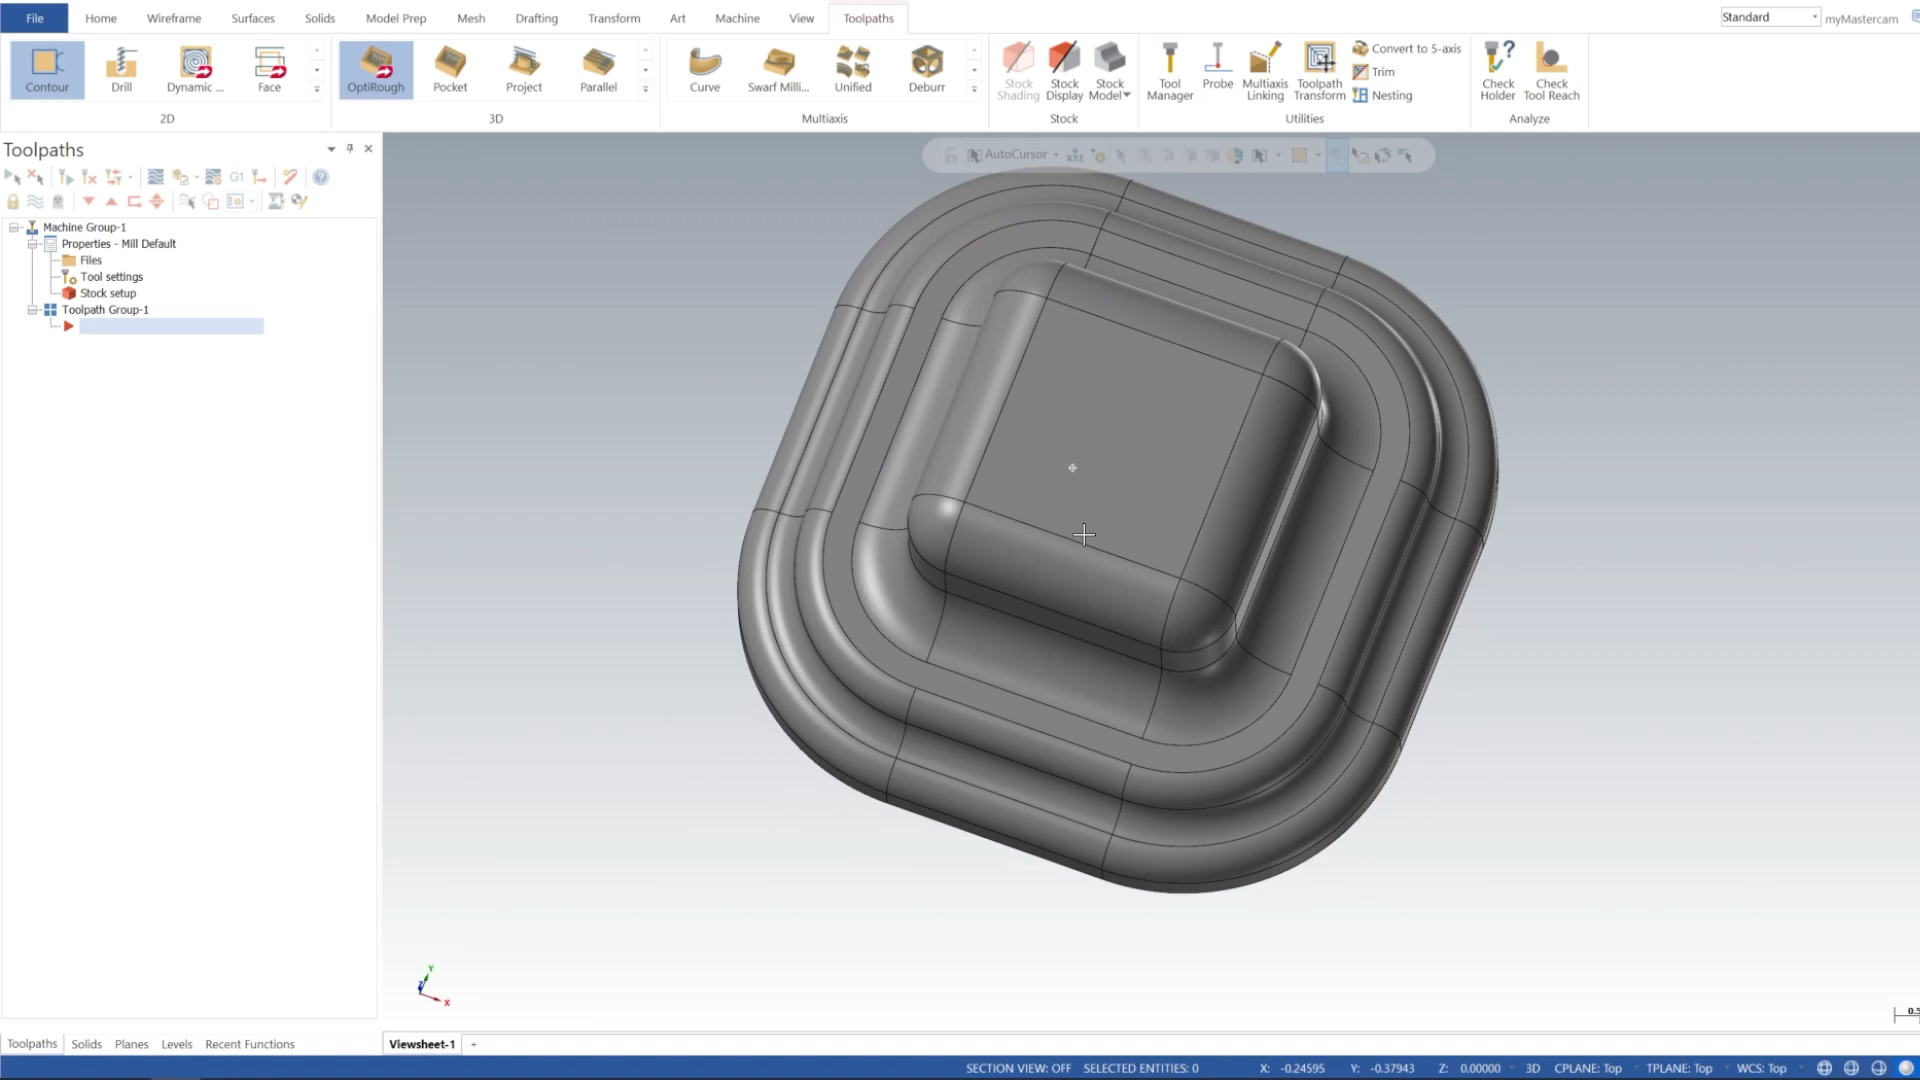 File Home Wireframe Surfaces Solids Model Prep Mesh Drafting Transform Art Machine View Toolpaths
Standard myMastercam
Contour Drill Dynamic ... Face
2D
OptiRough Pocket Project Parallel
3D
Curve Swarf Milli... Unified Deburr
Multiaxis
Stock Shading Stock Display Stock Model
Stock
Tool Manager Probe Multiaxis Linking Toolpath Transform
Convert to 5-axis
Trim
Nesting
Utilities
Check Holder Check Tool Reach
Analyze
Toolpaths
G1
AutoCursor
XYZ
Machine Group-1
Properties - Mill Default
Files
Tool settings
Stock setup
Toolpath Group-1
Y
Z
X
0.5
Toolpaths Solids Planes Levels Recent Functions
Viewsheet-1 +
SECTION VIEW: OFF SELECTED ENTITIES: 0 X: -0.24595 Y: -0.37943 Z: 0.00000 3D CPLANE: Top TPLANE: Top WCS: Top